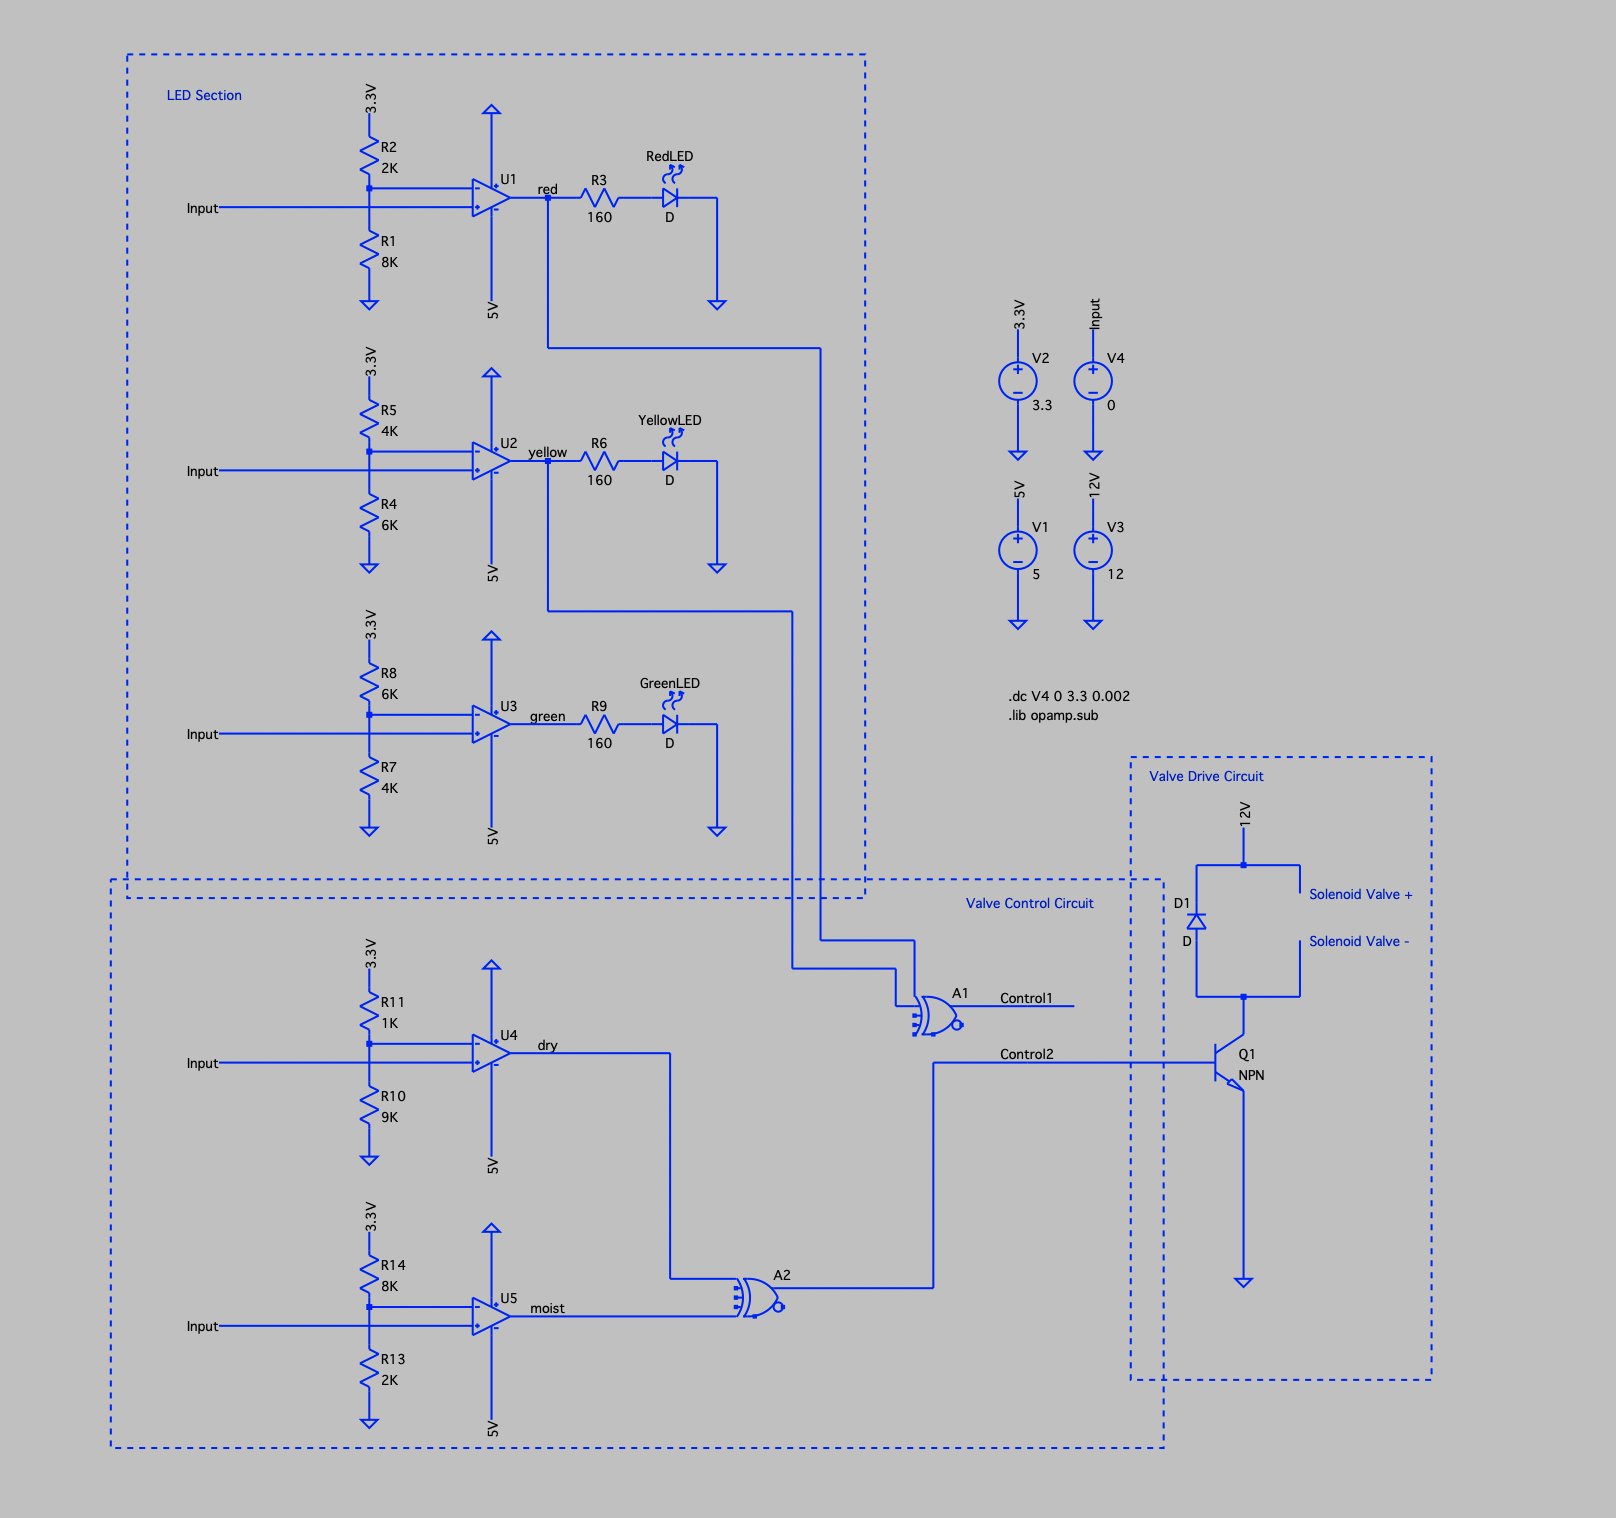 LED Section
3.3V
R2
2K
U1
Input
R1
8K
5V
red
R3
160
RedLED
D
3.3V
R5
4K
U2
Input
R4
6K
5V
yellow
R6
160
YellowLED
D
3.3V
R8
6K
U3
Input
R7
4K
5V
green
R9
160
GreenLED
D
3.3V
V2
3.3
Input
V4
0
5V
V1
5
12V
V3
12
.dc V4 0 3.3 0.002
.lib opamp.sub
Valve Control Circuit
3.3V
R11
1K
U4
Input
R10
9K
5V
dry
A1
Control1
Control2
3.3V
R14
8K
U5
Input
R13
2K
5V
moist
A2
Valve Drive Circuit
12V
D1
D
Solenoid Valve +
Solenoid Valve -
Q1
NPN